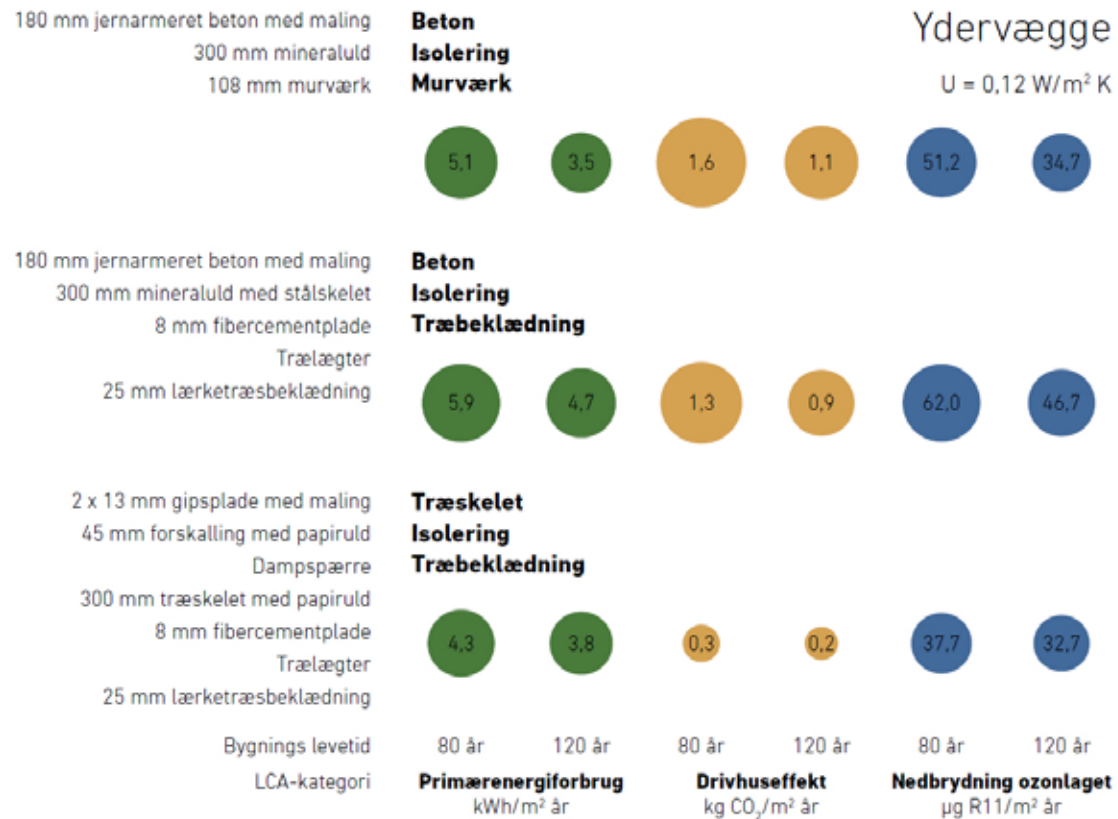 Ydervægge
U = 0,12 W/m² K
180 mm jernarmeret beton med maling Beton
300 mm mineraluld Isolering
108 mm murværk Murværk
5,1 3,5 1,6 1,1 51,2 34,7
180 mm jernarmeret beton med maling Beton
300 mm mineraluld med stålskelet Isolering
8 mm fibercementplade Træbeklædning
Trælægter
25 mm lærketræsbeklædning
5,9 4,7 1,3 0,9 62,0 46,7
2 x 13 mm gipsplade med maling Træskelet
45 mm forskalling med papiruld Isolering
Dampspærre Træbeklædning
300 mm træskelet med papiruld
8 mm fibercementplade
Trælægter
25 mm lærketræsbeklædning
4,3 3,8 0,3 0,2 37,7 32,7
Bygnings levetid 80 år 120 år 80 år 120 år 80 år 120 år
LCA-kategori Primærenergiforbrug Drivhuseffekt Nedbrydning ozonlaget
kWh/m² år kg CO₂/m² år µg R11/m² år